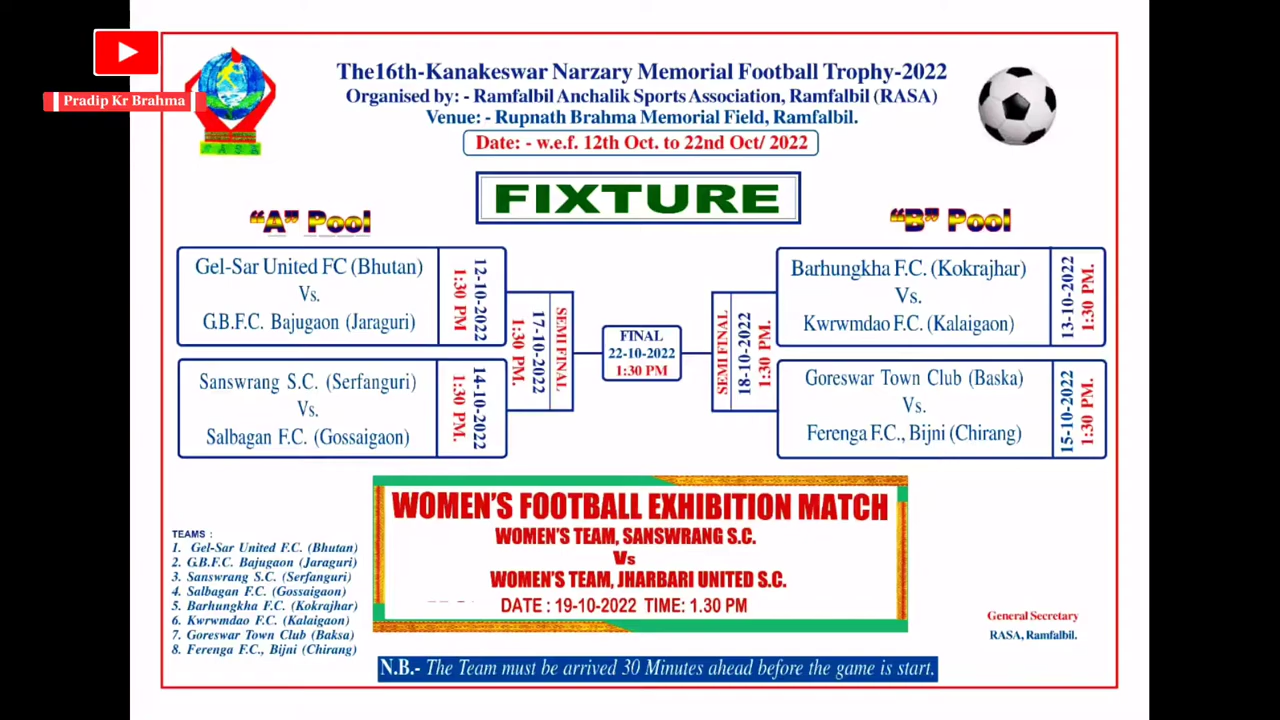 Pradip Kr Brahma
R A S A
The16th-Kanakeswar Narzary Memorial Football Trophy-2022
Organised by: - Ramfalbil Anchalik Sports Association, Ramfalbil (RASA)
Venue: - Rupnath Brahma Memorial Field, Ramfalbil.
Date: - w.e.f. 12th Oct. to 22nd Oct/ 2022
FIXTURE
“A” Pool
Gel-Sar United FC (Bhutan)
Vs.
G.B.F.C. Bajugaon (Jaraguri)
12-10-2022
1:30 PM
Sanswrang S.C. (Serfanguri)
Vs.
Salbagan F.C. (Gossaigaon)
14-10-2022
1:30 PM.
SEMI FINAL
17-10-2022
1:30 PM.
FINAL
22-10-2022
1:30 PM
SEMI FINAL
18-10-2022
1:30 PM.
“B” Pool
Barhungkha F.C. (Kokrajhar)
Vs.
Kwrwmdao F.C. (Kalaigaon)
13-10-2022
1:30 PM.
Goreswar Town Club (Baska)
Vs.
Ferenga F.C., Bijni (Chirang)
15-10-2022
1:30 PM.
WOMEN’S FOOTBALL EXHIBITION MATCH
WOMEN’S TEAM, SANSWRANG S.C.
Vs
WOMEN’S TEAM, JHARBARI UNITED S.C.
DATE : 19-10-2022 TIME: 1.30 PM
TEAMS :
1. Gel-Sar United F.C. (Bhutan)
2. G.B.F.C. Bajugaon (Jaraguri)
3. Sanswrang S.C. (Serfanguri)
4. Salbagan F.C. (Gossaigaon)
5. Barhungkha F.C. (Kokrajhar)
6. Kwrwmdao F.C. (Kalaigaon)
7. Goreswar Town Club (Baksa)
8. Ferenga F.C., Bijni (Chirang)
General Secretary
RASA, Ramfalbil.
N.B.- The Team must be arrived 30 Minutes ahead before the game is start.